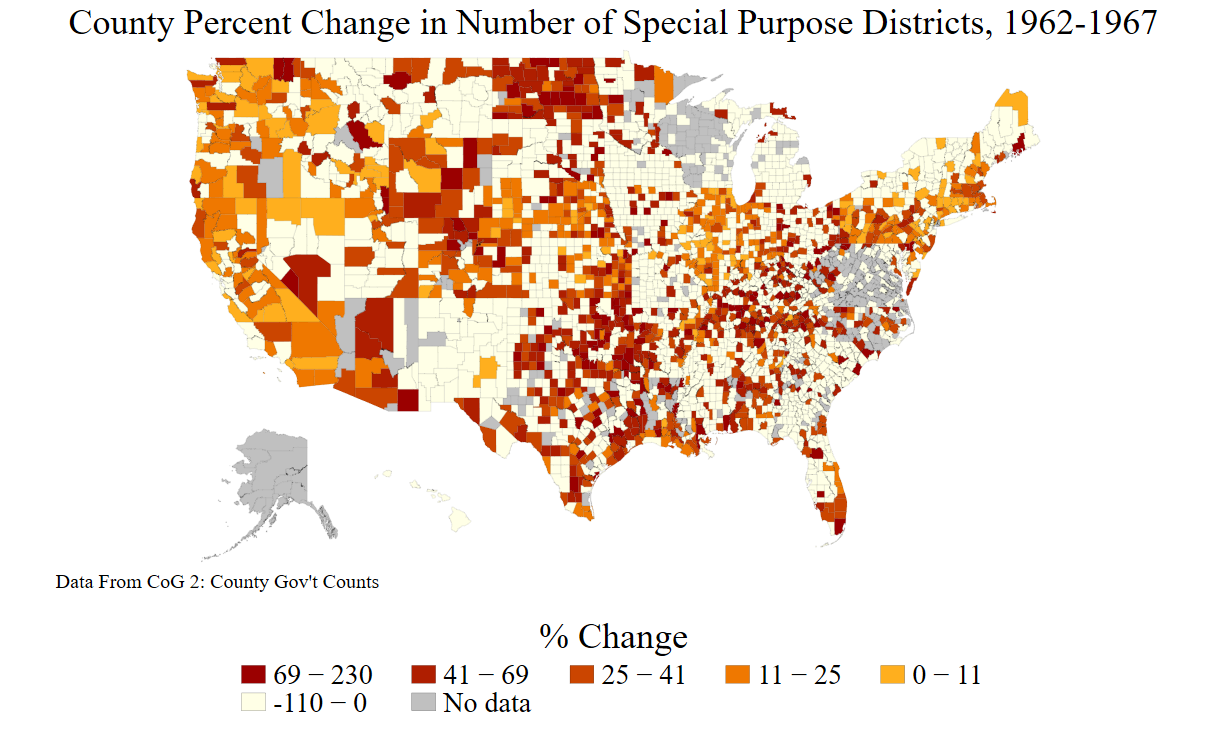 County Percent Change in Number of Special Purpose Districts, 1962-1967
Data From CoG 2: County Gov't Counts
% Change
69 − 230 41 − 69 25 − 41 11 − 25 0 − 11
-110 − 0 No data